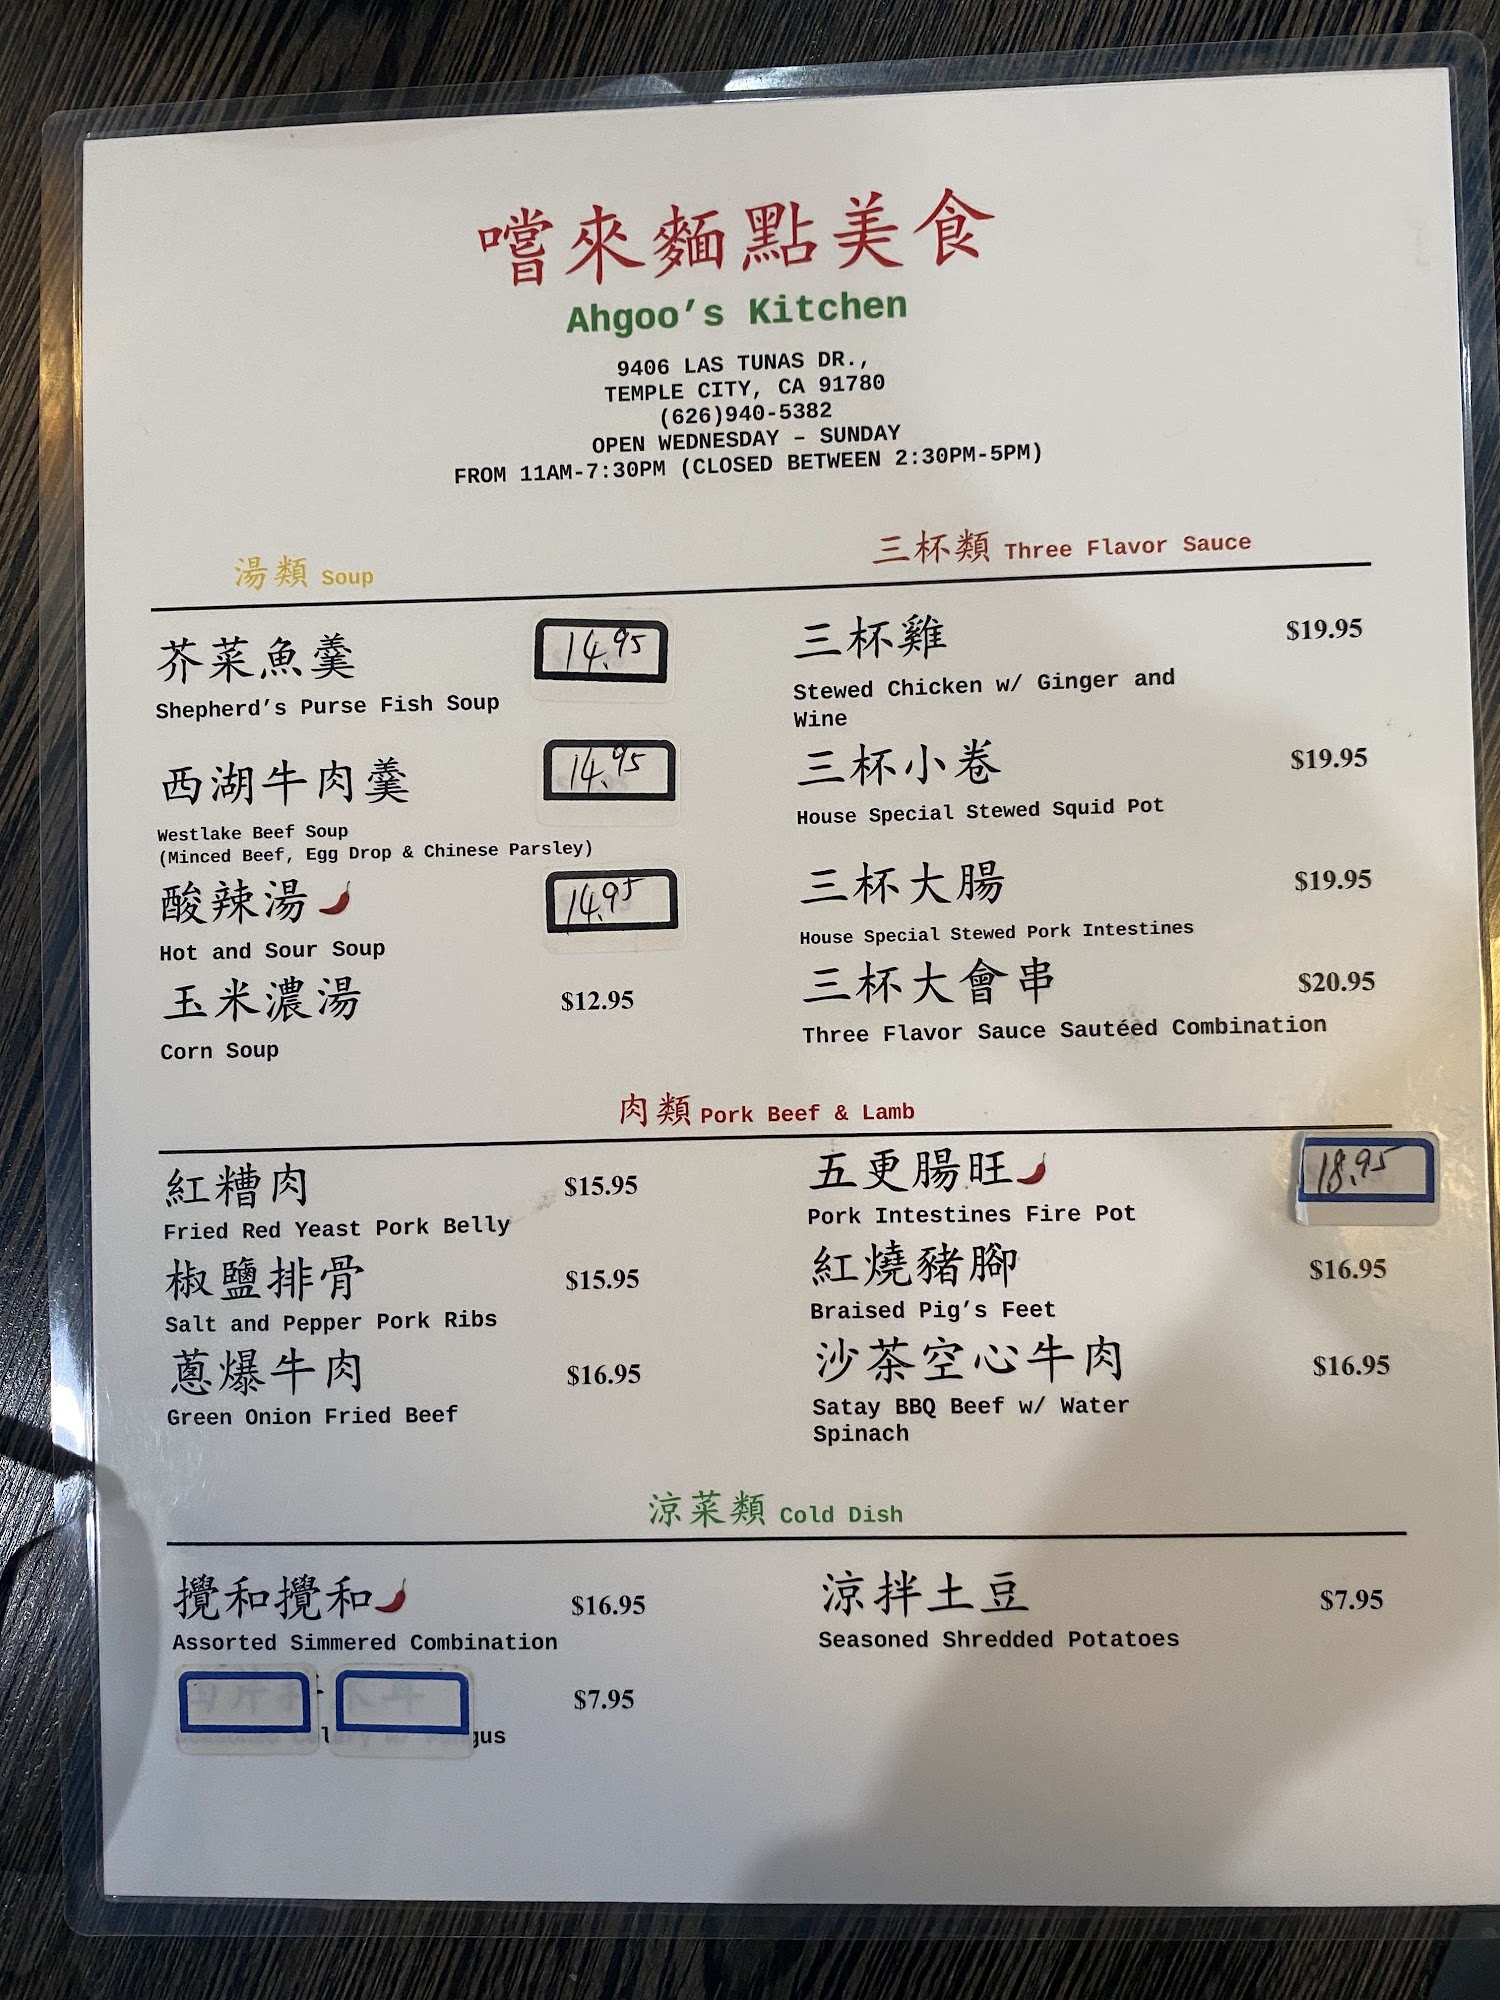 嚐來麵點美食
Ahgoo's Kitchen
9406 LAS TUNAS DR.,
TEMPLE CITY, CA 91780
(626)940-5382
OPEN WEDNESDAY – SUNDAY
FROM 11AM-7:30PM (CLOSED BETWEEN 2:30PM-5PM)
湯類 Soup
芥菜魚羹 14.95
Shepherd's Purse Fish Soup
西湖牛肉羹 14.95
Westlake Beef Soup
(Minced Beef, Egg Drop & Chinese Parsley)
酸辣湯 14.95
Hot and Sour Soup
玉米濃湯 $12.95
Corn Soup
三杯類 Three Flavor Sauce
三杯雞 $19.95
Stewed Chicken w/ Ginger and
Wine
三杯小卷 $19.95
House Special Stewed Squid Pot
三杯大腸 $19.95
House Special Stewed Pork Intestines
三杯大會串 $20.95
Three Flavor Sauce Sautéed Combination
肉類 Pork Beef & Lamb
紅糟肉 $15.95
Fried Red Yeast Pork Belly
椒鹽排骨 $15.95
Salt and Pepper Pork Ribs
蔥爆牛肉 $16.95
Green Onion Fried Beef
五更腸旺 18.95
Pork Intestines Fire Pot
紅燒豬腳 $16.95
Braised Pig's Feet
沙茶空心牛肉 $16.95
Satay BBQ Beef w/ Water
Spinach
涼菜類 Cold Dish
攪和攪和 $16.95
Assorted Simmered Combination
$7.95
涼拌土豆 $7.95
Seasoned Shredded Potatoes